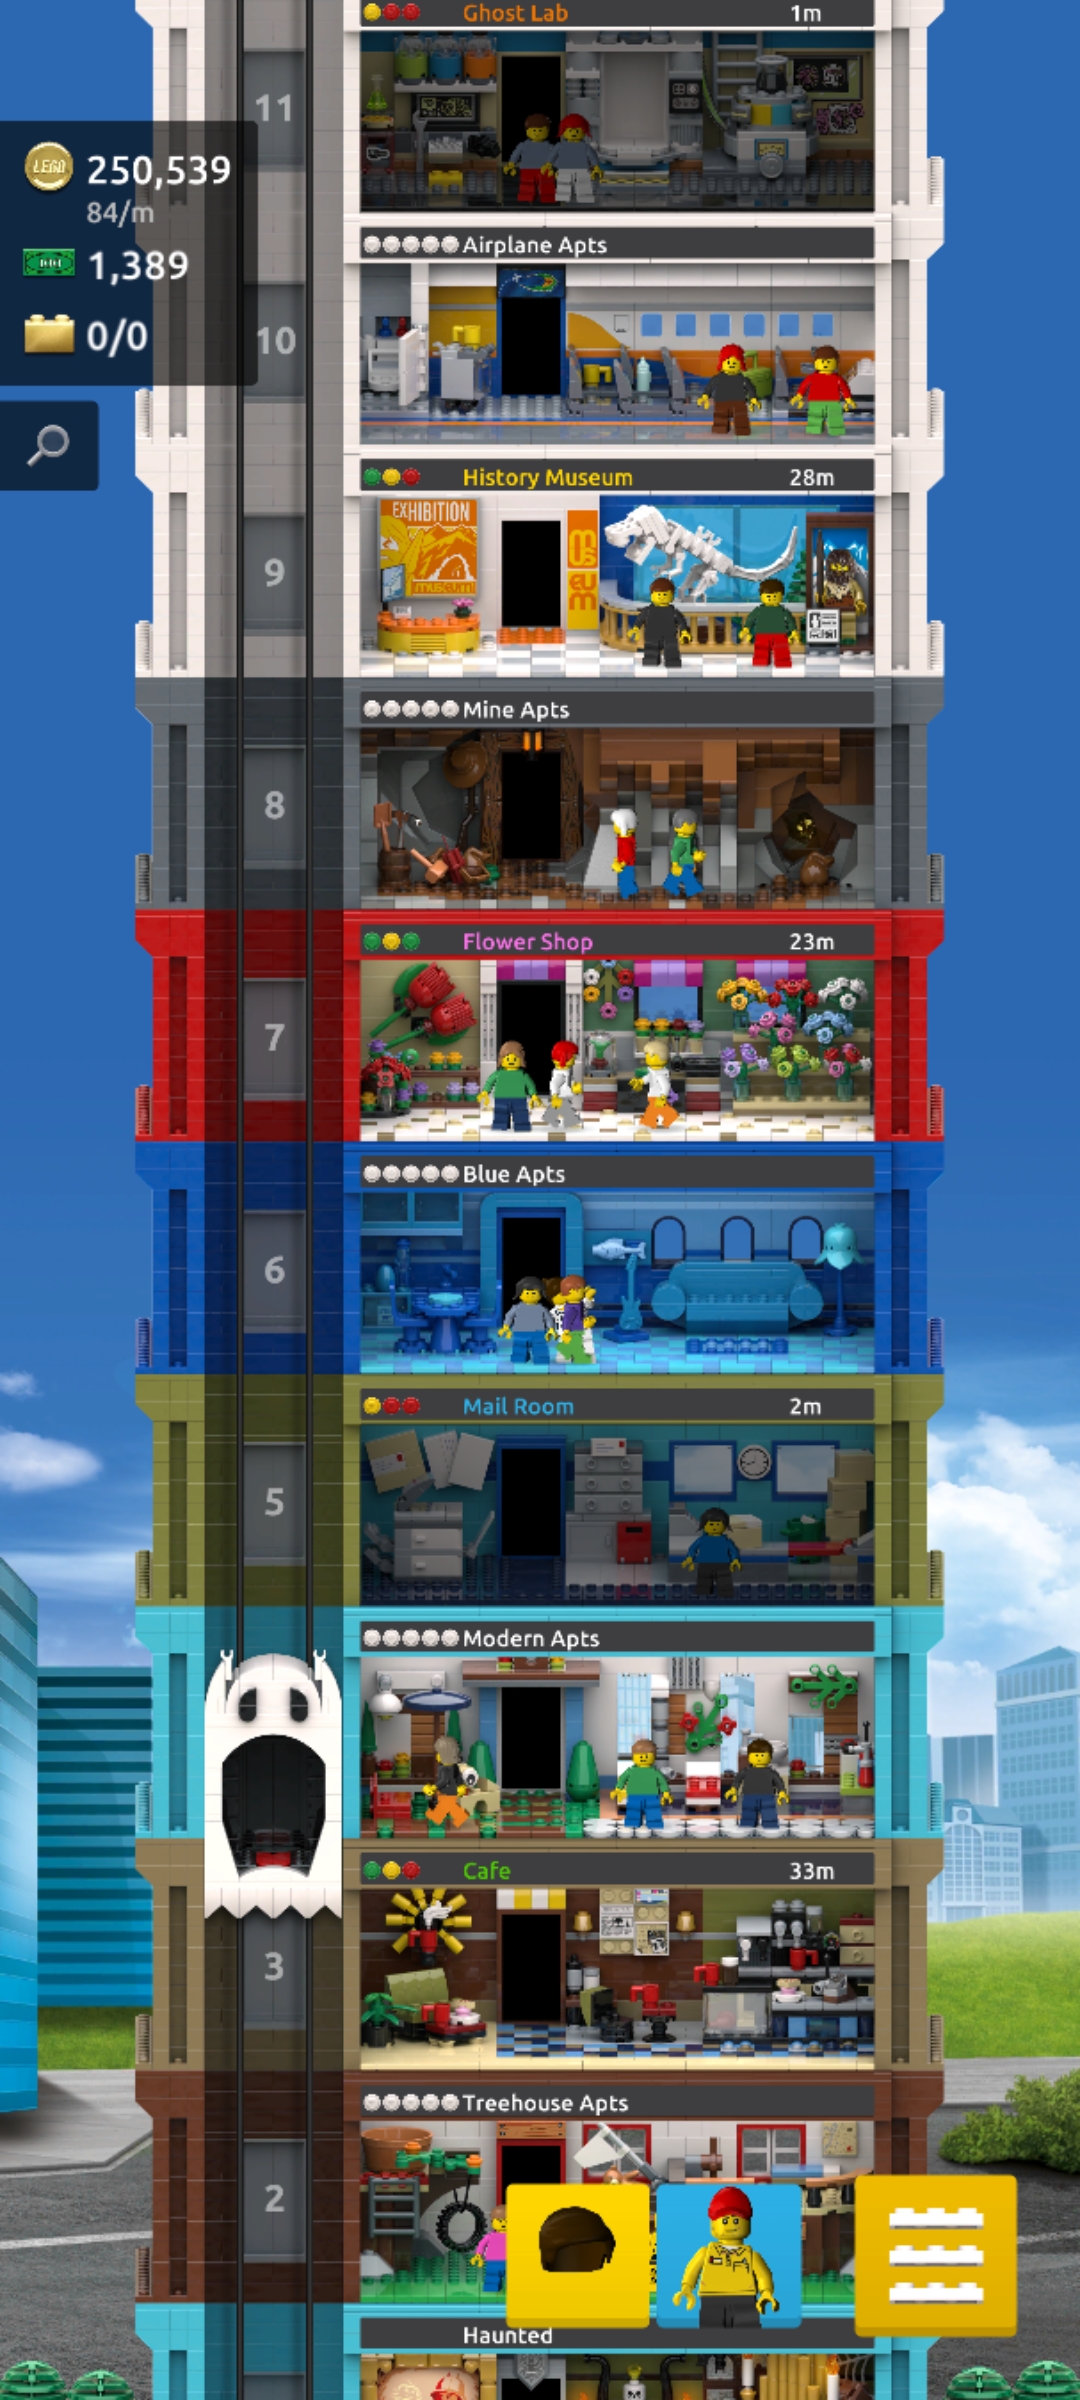 Ghost Lab 1m
11
LEGO 250,539
84/m
1,389
0/0
Airplane Apts
10
History Museum 28m
EXHIBITION
museum
MUSEUM
9
Mine Apts
8
Flower Shop 23m
7
Blue Apts
6
Mail Room 2m
5
Modern Apts
Cafe 33m
3
Treehouse Apts
2
Haunted